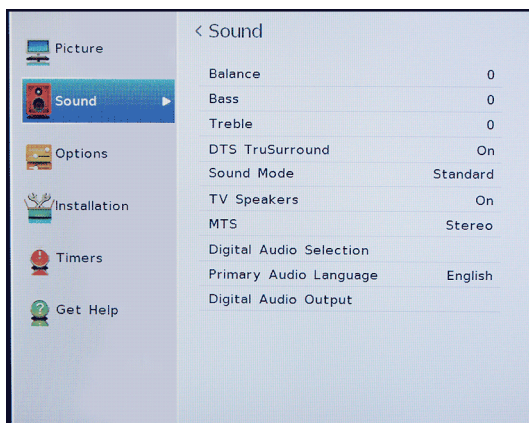 Picture
Sound
Options
Installation
Timers
Get Help
< Sound
Balance 0
Bass 0
Treble 0
DTS TruSurround On
Sound Mode Standard
TV Speakers On
MTS Stereo
Digital Audio Selection
Primary Audio Language English
Digital Audio Output